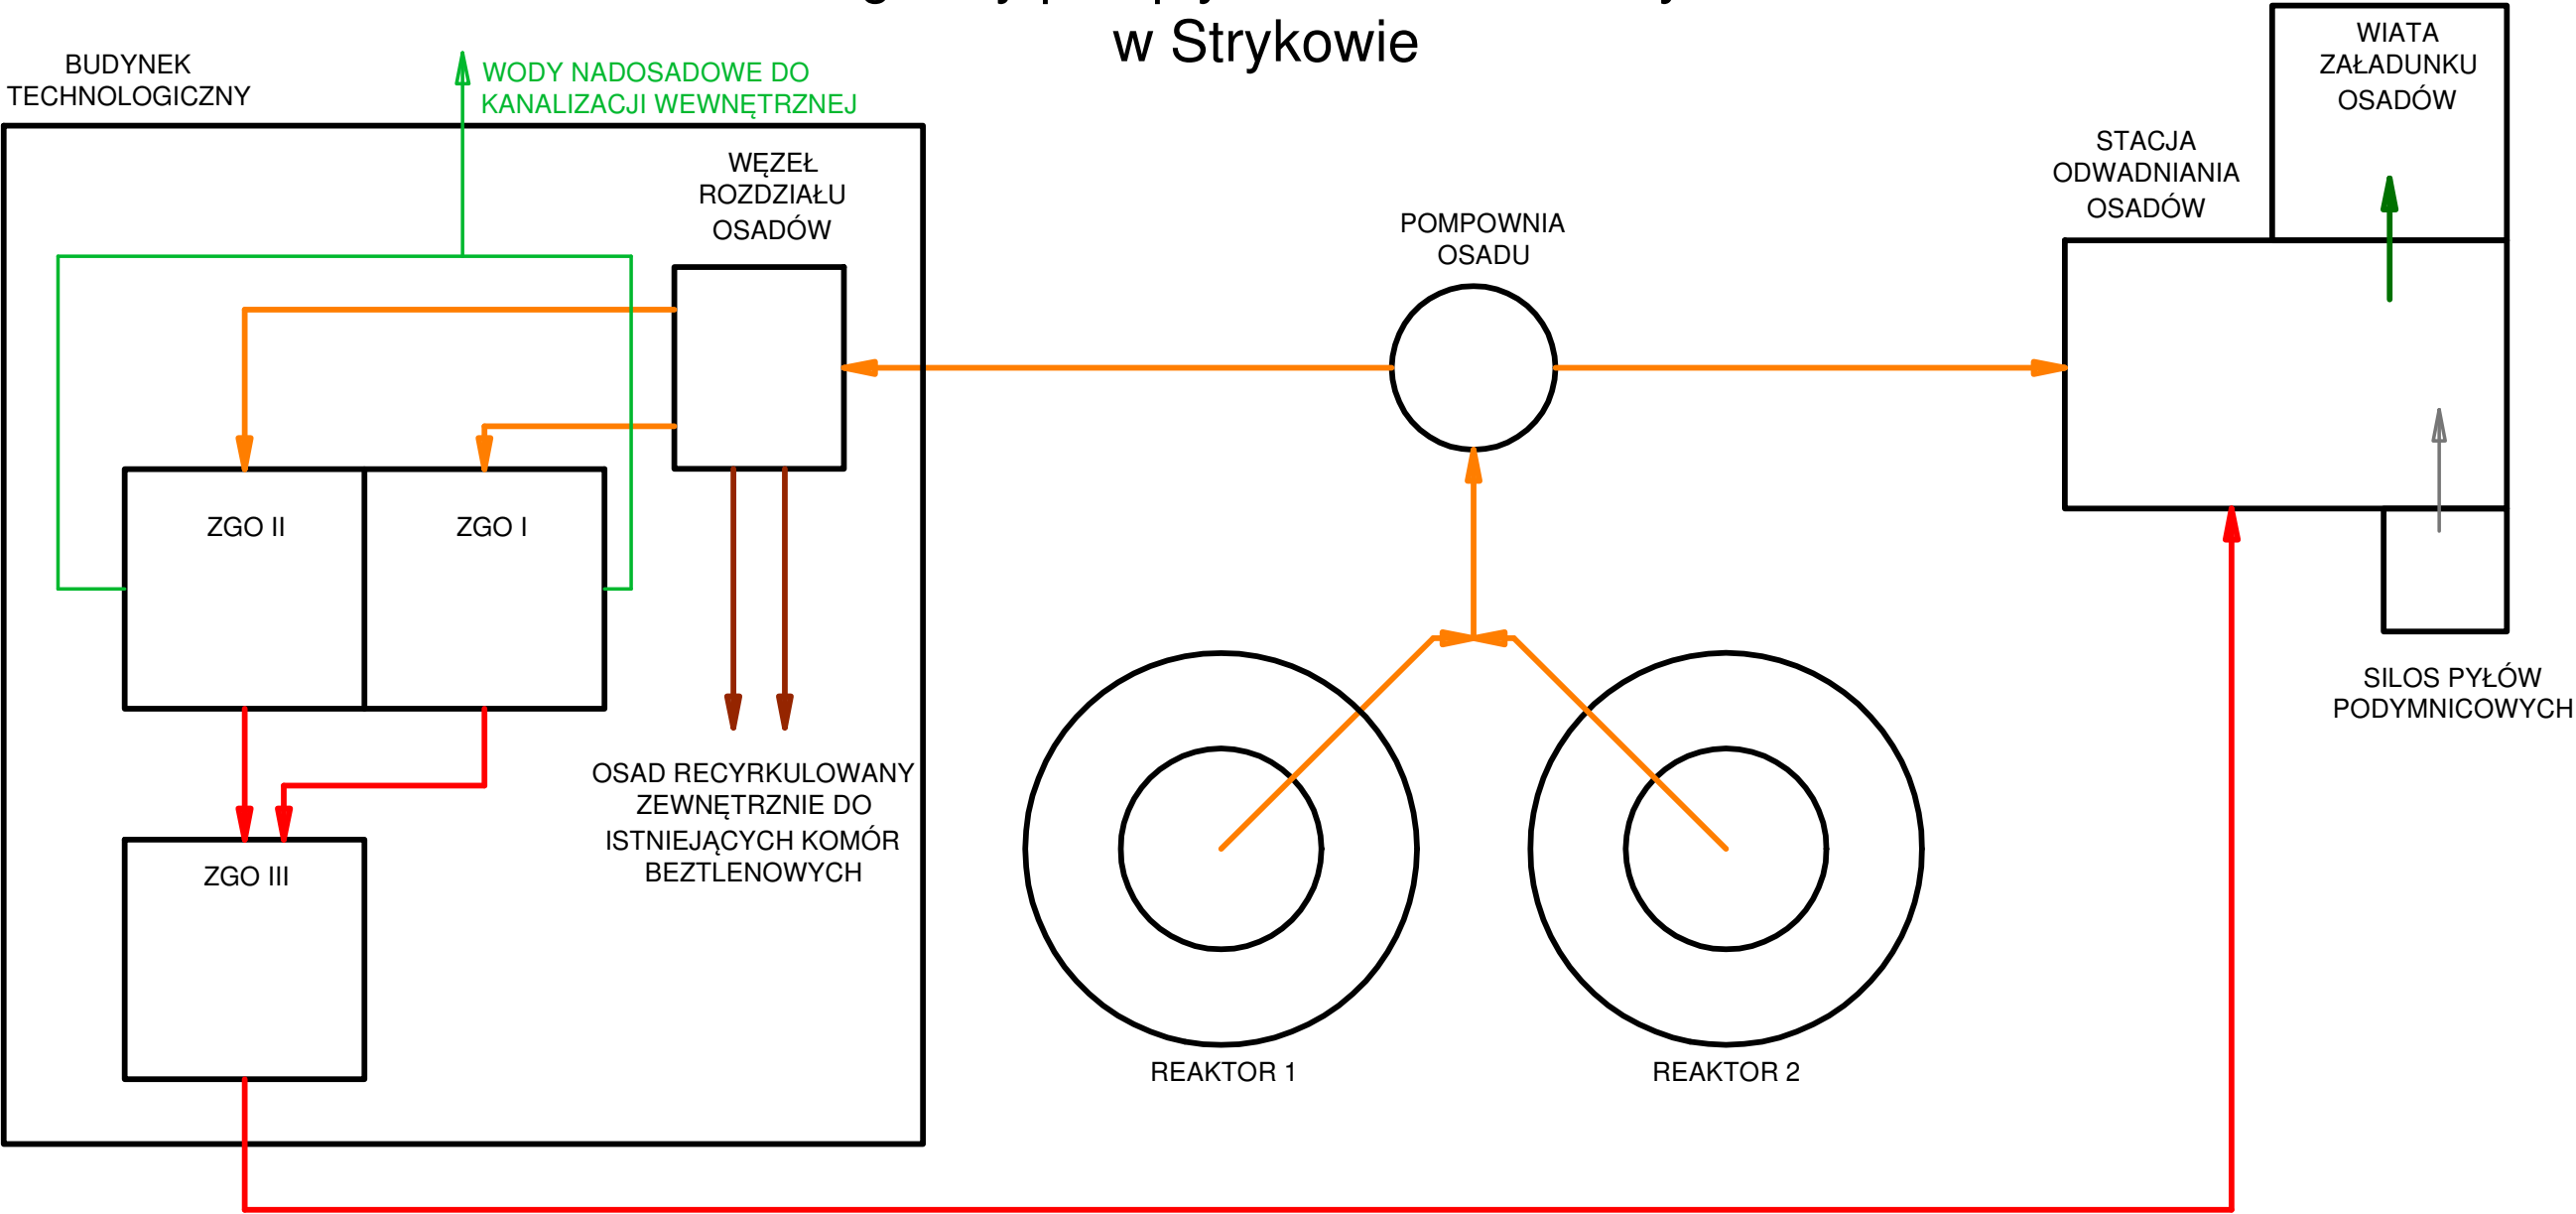 w Strykowie
BUDYNEK
TECHNOLOGICZNY
WODY NADOSADOWE DO
KANALIZACJI WEWNĘTRZNEJ
WĘZEŁ
ROZDZIAŁU
OSADÓW
POMPOWNIA
OSADU
STACJA
ODWADNIANIA
OSADÓW
WIATA
ZAŁADUNKU
OSADÓW
ZGO II
ZGO I
OSAD RECYRKULOWANY
ZEWNĘTRZNIE DO
ISTNIEJĄCYCH KOMÓR
BEZTLENOWYCH
ZGO III
REAKTOR 1
REAKTOR 2
SILOS PYŁÓW
PODYMNICOWYCH